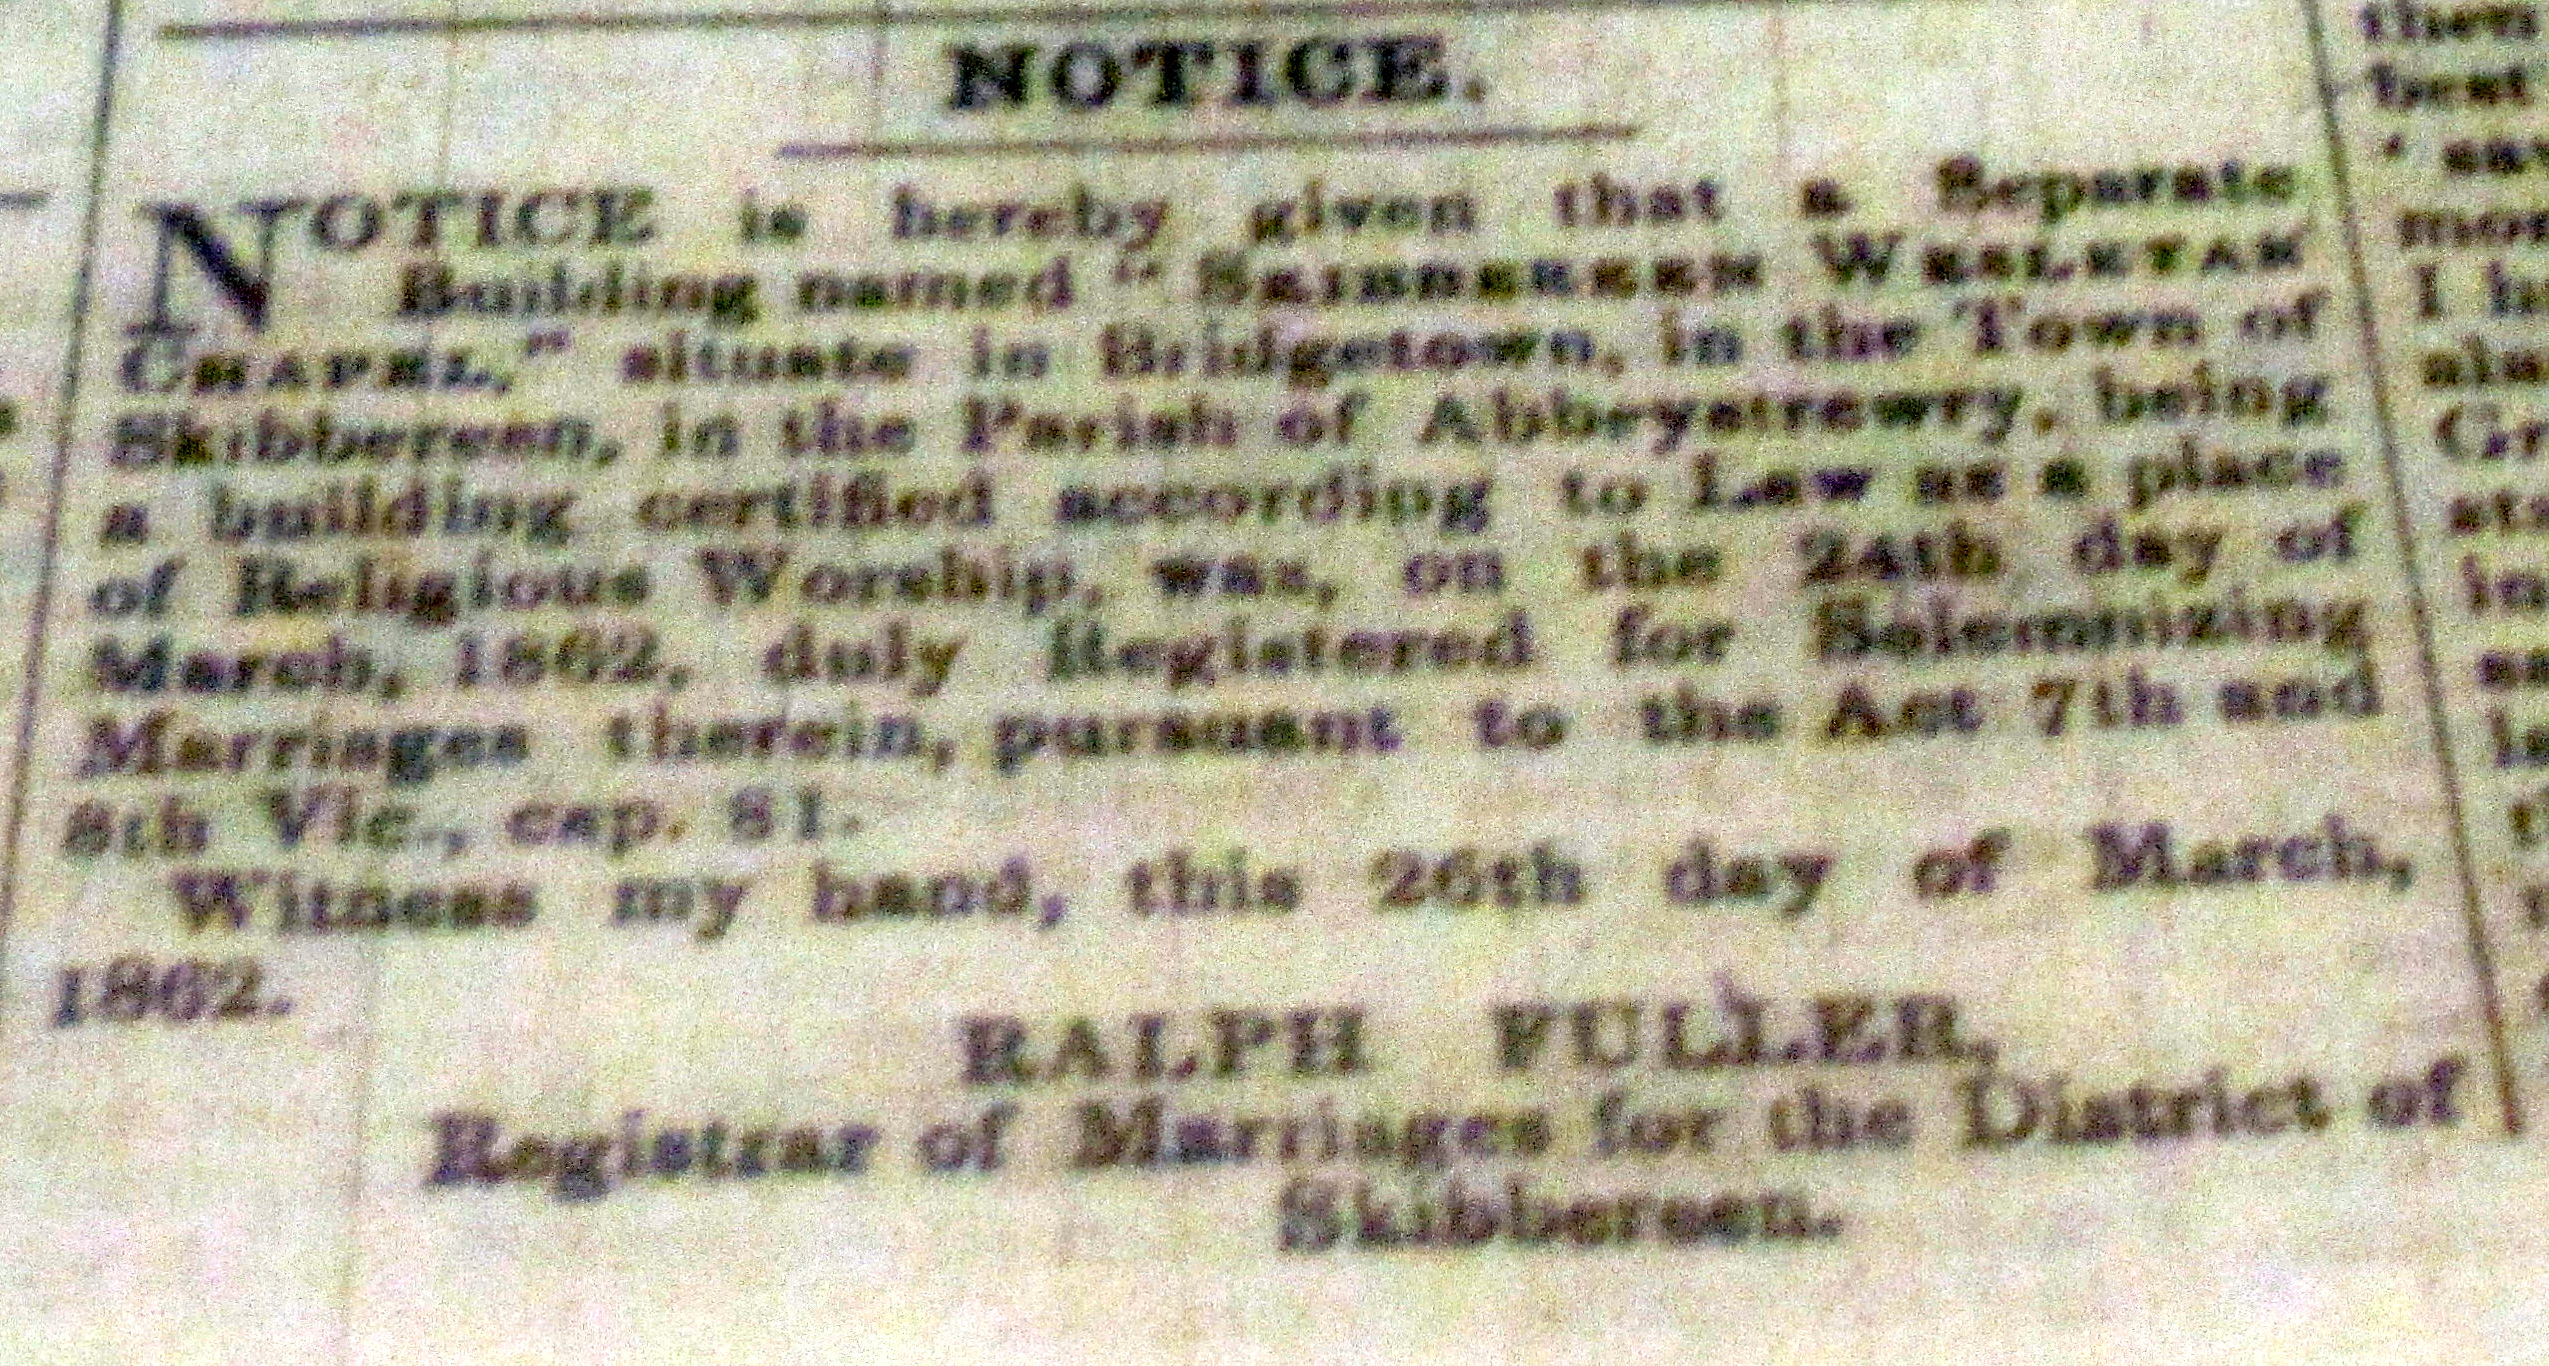 NOTICE.
NOTICE is hereby given that a Separate
Building named "SKIBBEREEN WESLEYAN
CHAPEL," situate in Bridgetown, in the Town of
Skibbereen, in the Parish of Abbeystrewry, being
a building certified according to Law as a place
of Religious Worship, was, on the 24th day of
March, 1862, duly Registered for Solemnizing
Marriages therein, pursuant to the Act 7th and
8th Vic., cap. 81.
Witness my hand, this 26th day of March,
1862.
RALPH FULLER,
Registrar of Marriages for the District of
Skibbereen.